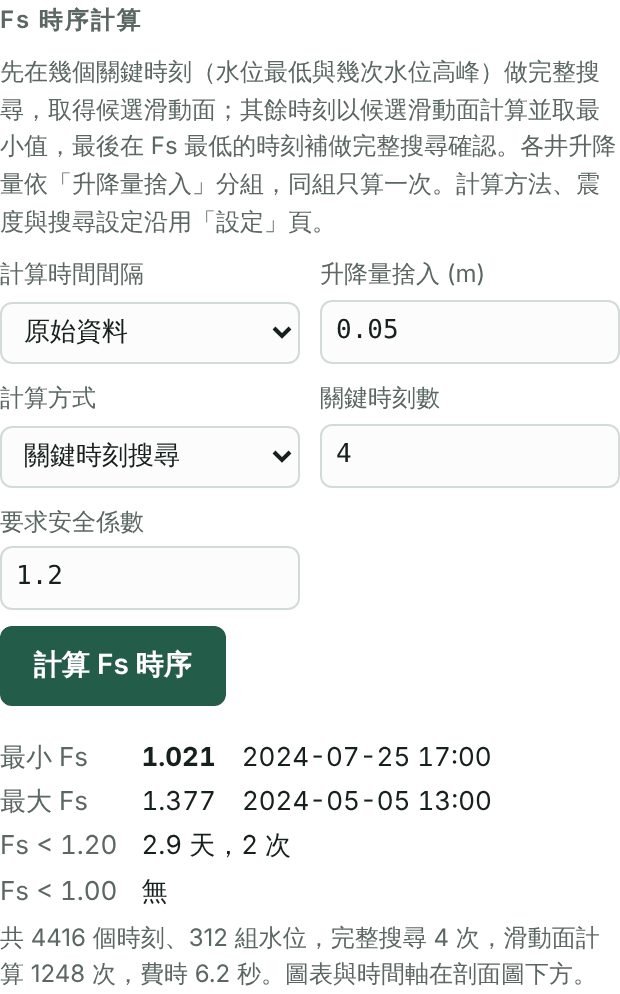 Fs 時序計算
先在幾個關鍵時刻（水位最低與幾次水位高峰）做完整搜
尋，取得候選滑動面；其餘時刻以候選滑動面計算並取最
小值，最後在 Fs 最低的時刻補做完整搜尋確認。各井升降
量依「升降量捨入」分組，同組只算一次。計算方法、震
度與搜尋設定沿用「設定」頁。
計算時間間隔 升降量捨入 (m)
原始資料 0.05
計算方式 關鍵時刻數
關鍵時刻搜尋 4
要求安全係數
1.2
計算 Fs 時序
最小 Fs 1.021 2024-07-25 17:00
最大 Fs 1.377 2024-05-05 13:00
Fs < 1.20 2.9 天，2 次
Fs < 1.00 無
共 4416 個時刻、312 組水位，完整搜尋 4 次，滑動面計
算 1248 次，費時 6.2 秒。圖表與時間軸在剖面圖下方。